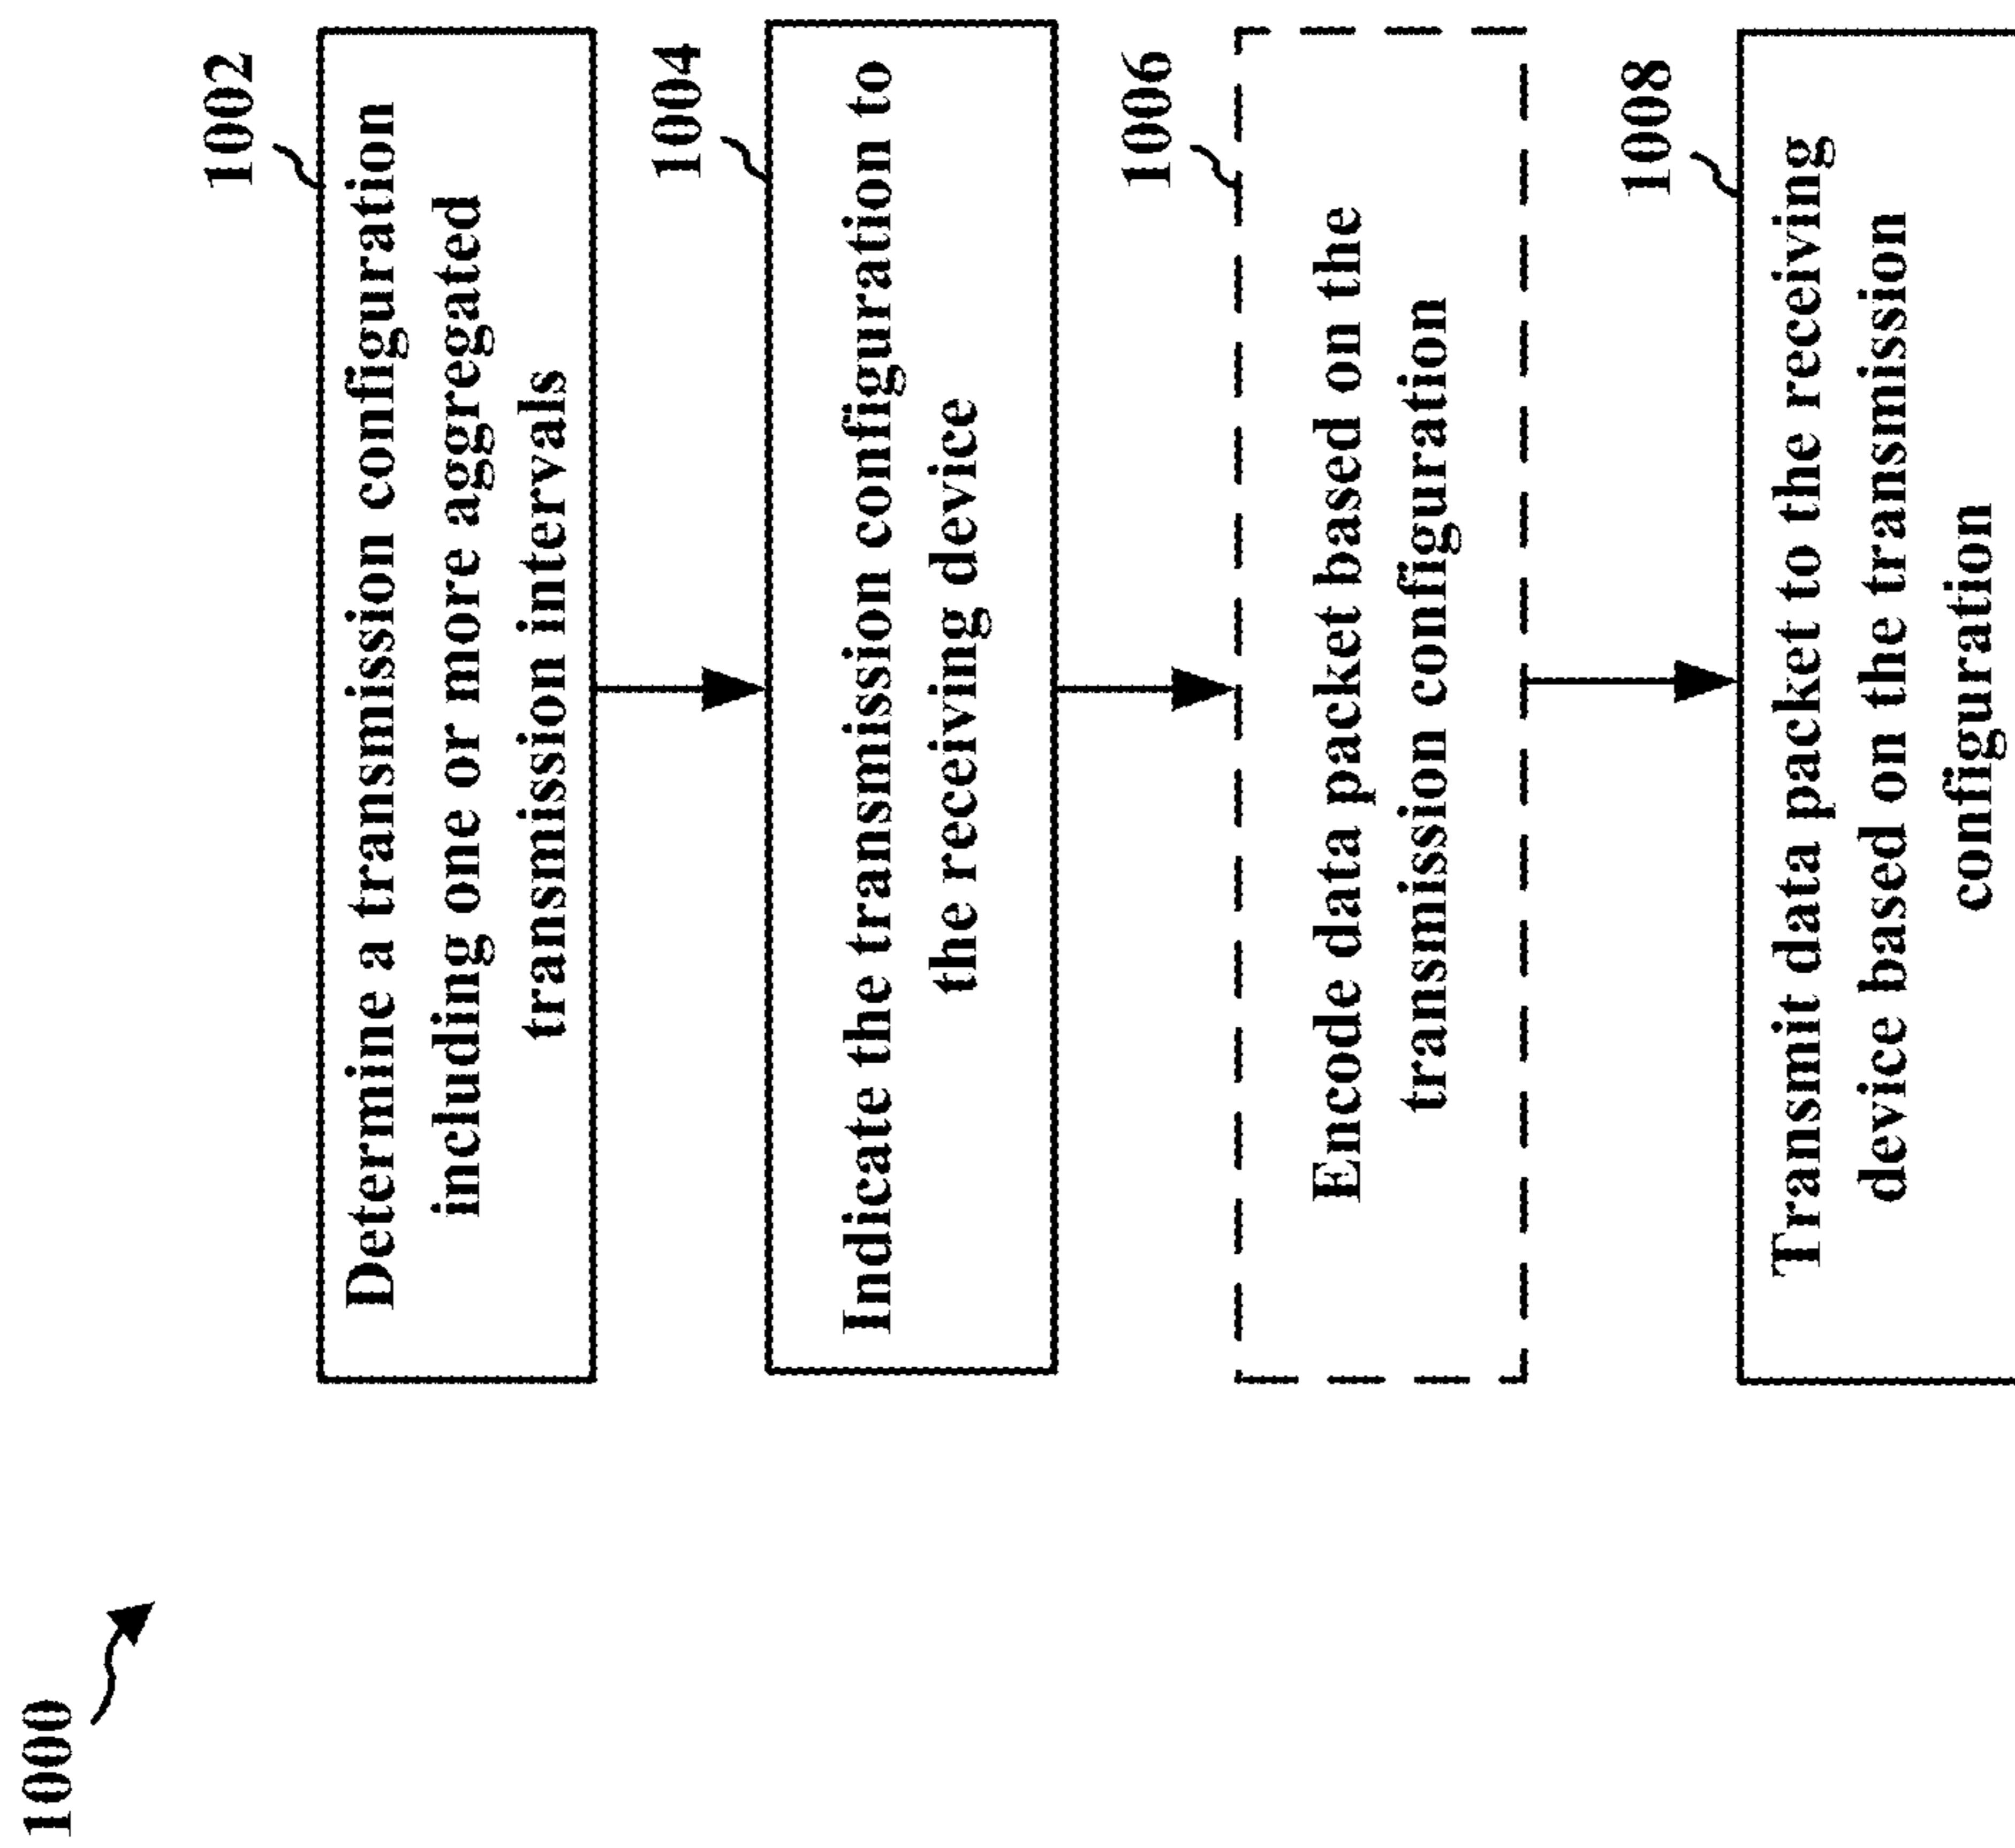 1000
1002
Determine a transmission configuration
including one or more aggregated
transmission intervals
1004
Indicate the transmission configuration to
the receiving device
1006
Encode data packet based on the
transmission configuration
1008
Transmit data packet to the receiving
device based on the transmission
configuration